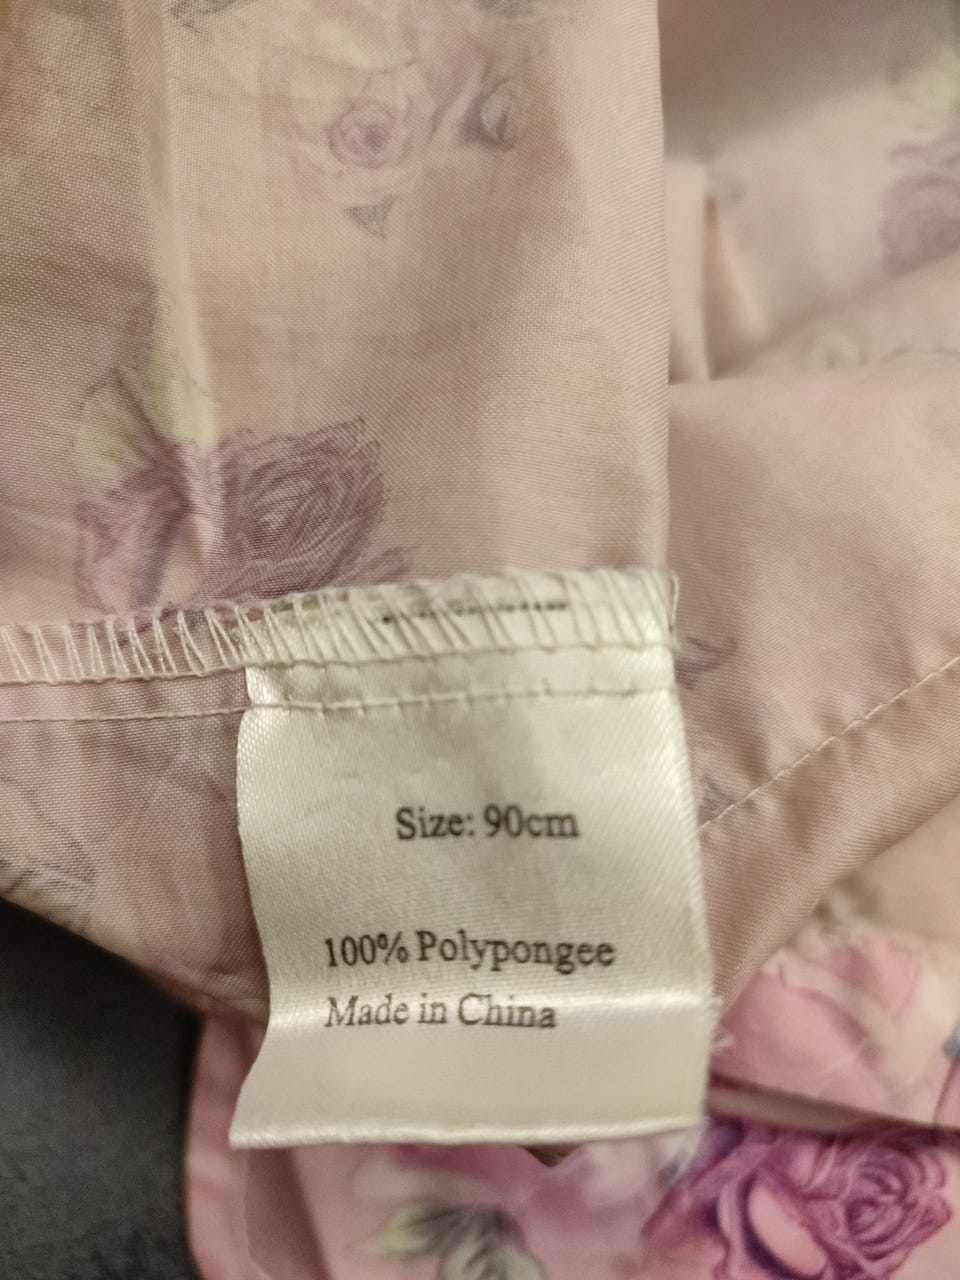 Size: 90cm
100% Polypongee
Made in China